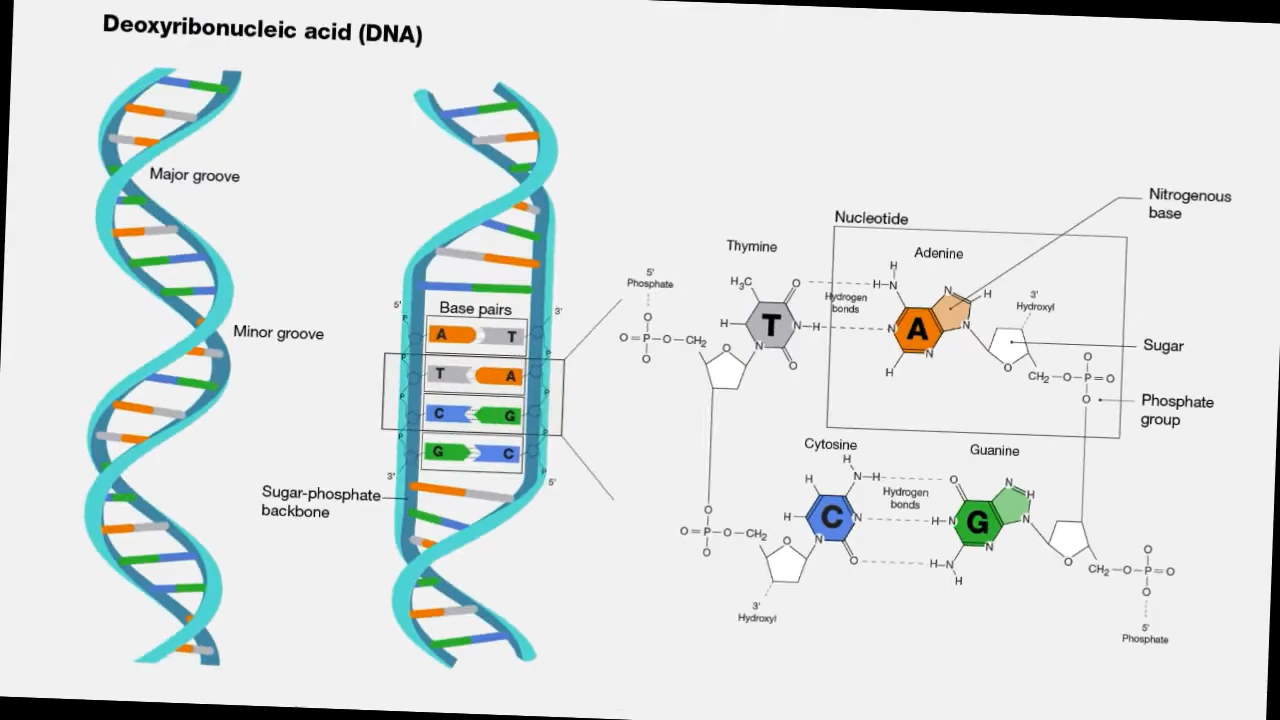 Deoxyribonucleic acid (DNA)
Major groove
Minor groove
Sugar-phosphate
backbone
5'
3'
P
P
P
P
P
P
P
P
3'
5'
Base pairs
A T
T A
C G
G C
5'
Phosphate
O
O—P—O—CH₂
O
Thymine
H₃C
O
H
T
N—H
N
O
O
Hydrogen
bonds
Nucleotide
Adenine
H
H—N
N
H
A
N
N
N
H
3'
Hydroxyl
O
CH₂—O—P=O
O
O
Nitrogenous
base
Sugar
Phosphate
group
Cytosine
H
N—H
H
H
C
N
N
O
Hydrogen
bonds
Guanine
O
N
H
H—N
G
N
N
H—N
H
O
O=P—O—CH₂
O
O
3'
Hydroxyl
O
CH₂—O—P=O
O
O
5'
Phosphate